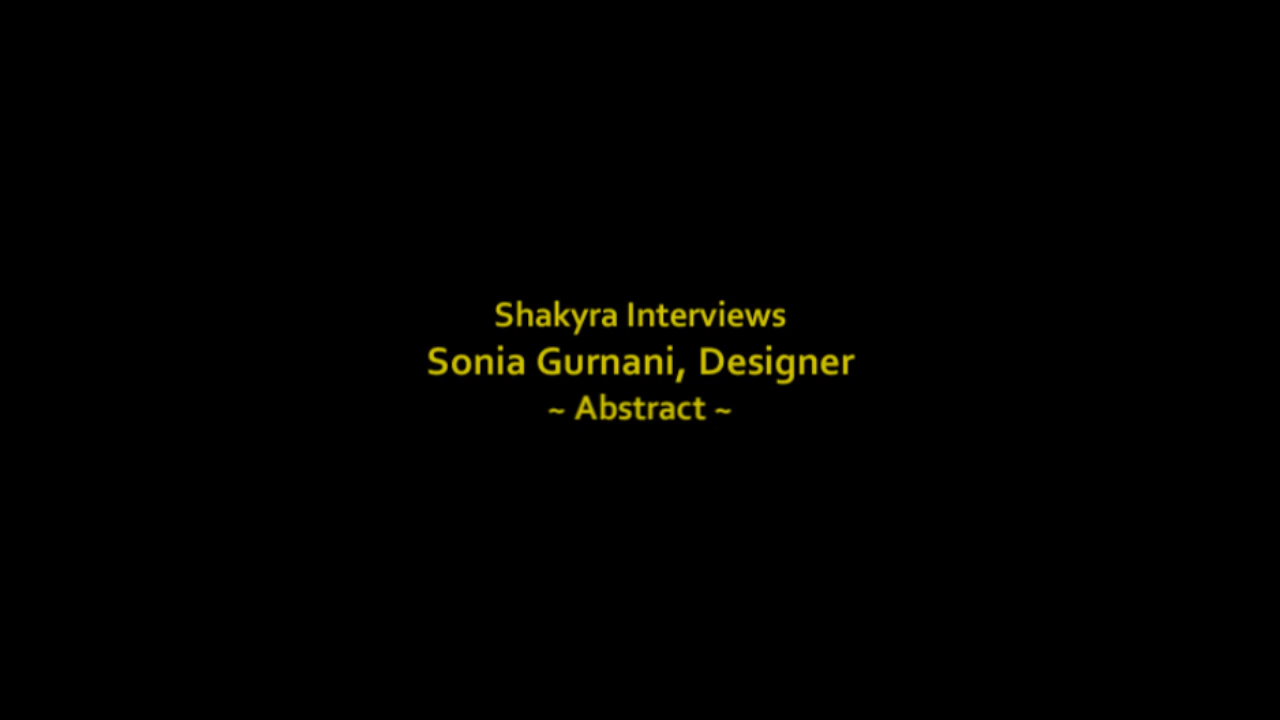 Shakyra Interviews
Sonia Gurnani, Designer
~ Abstract ~